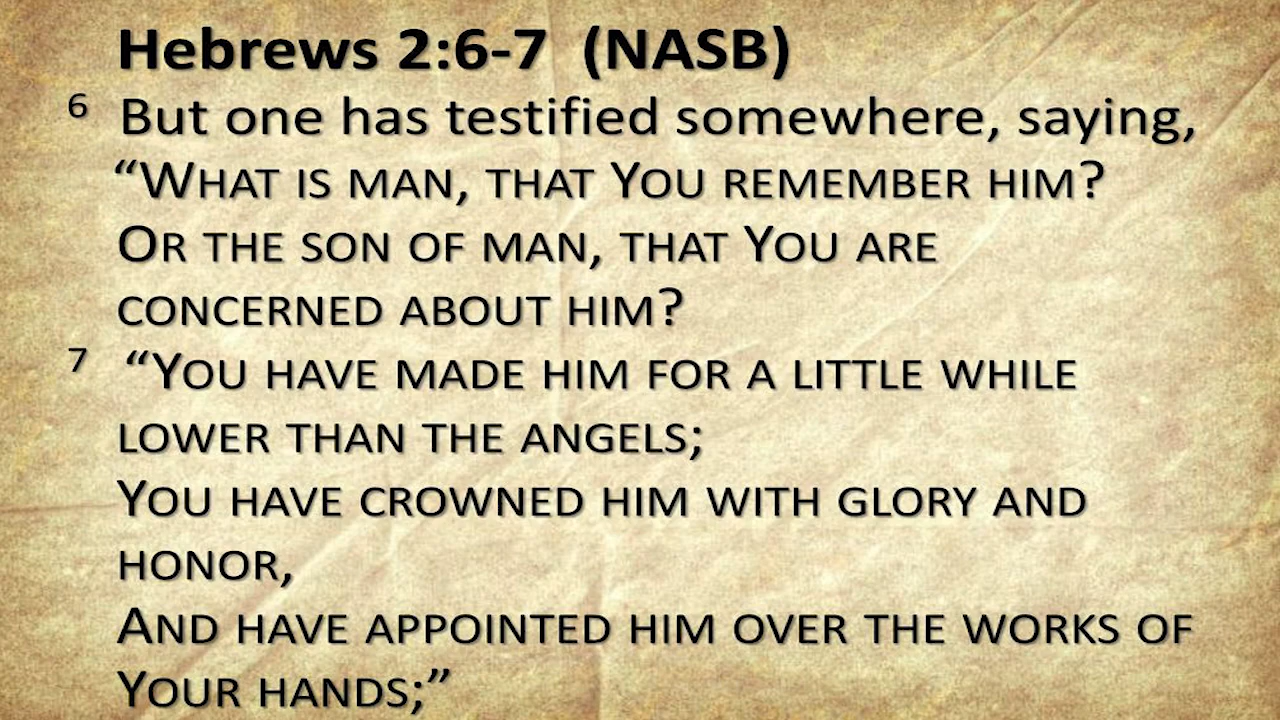 Hebrews 2:6-7 (NASB)
6 But one has testified somewhere, saying,
“WHAT IS MAN, THAT YOU REMEMBER HIM?
OR THE SON OF MAN, THAT YOU ARE
CONCERNED ABOUT HIM?
7 “YOU HAVE MADE HIM FOR A LITTLE WHILE
LOWER THAN THE ANGELS;
YOU HAVE CROWNED HIM WITH GLORY AND
HONOR,
AND HAVE APPOINTED HIM OVER THE WORKS OF
YOUR HANDS;”